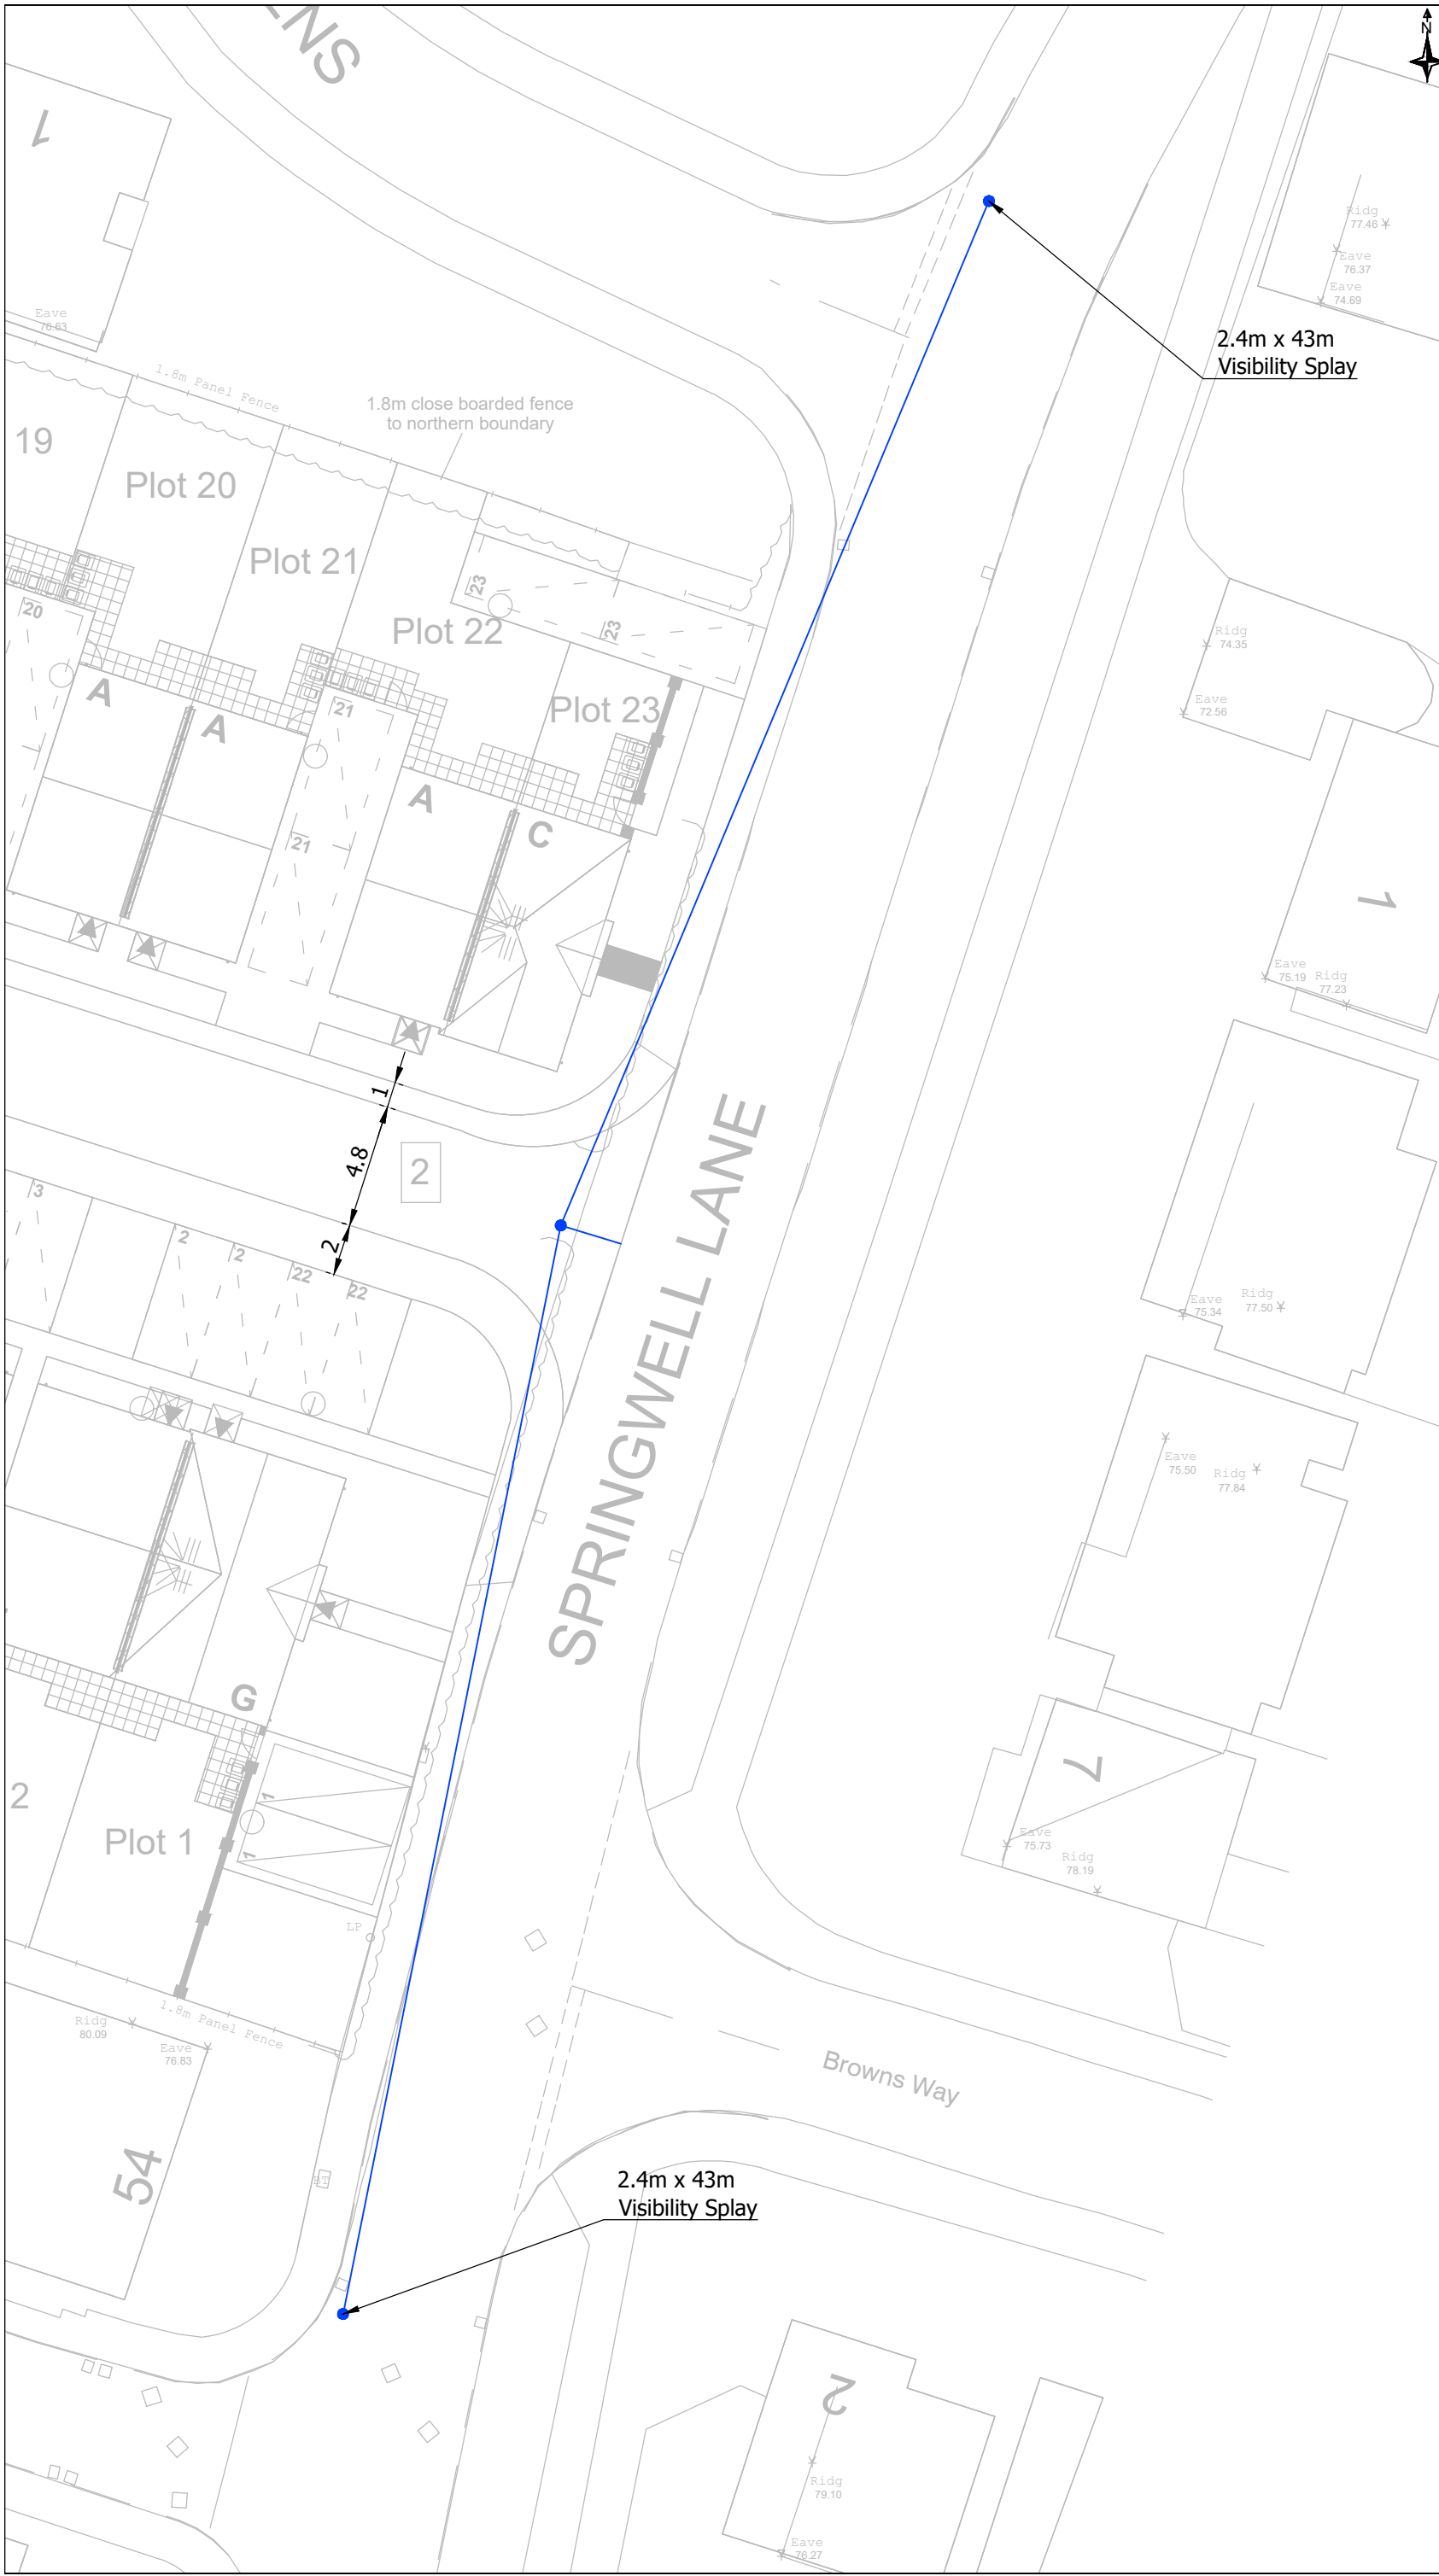 ENS
N
1
Ridg
77.46
Eave
76.37
Eave
74.69
Eave
76.63
2.4m x 43m
Visibility Splay
1.8m Panel Fence
1.8m close boarded fence
to northern boundary
19
Plot 20
Plot 21
Plot 22
Plot 23
23
23
20
21
21
A
A
A
C
Ridg
74.35
Eave
72.56
1
Eave
75.19
Ridg
77.23
1
4.8
2
2
SPRINGWELL LANE
3
2
2
22
22
Eave
75.34
Ridg
77.50
Eave
75.50
Ridg
77.84
G
7
Eave
75.73
Ridg
78.19
2
Plot 1
1
1
LP
1.8m Panel Fence
Ridg
80.09
Eave
76.83
Browns Way
54
BT
2.4m x 43m
Visibility Splay
2
Ridg
79.10
Eave
76.27